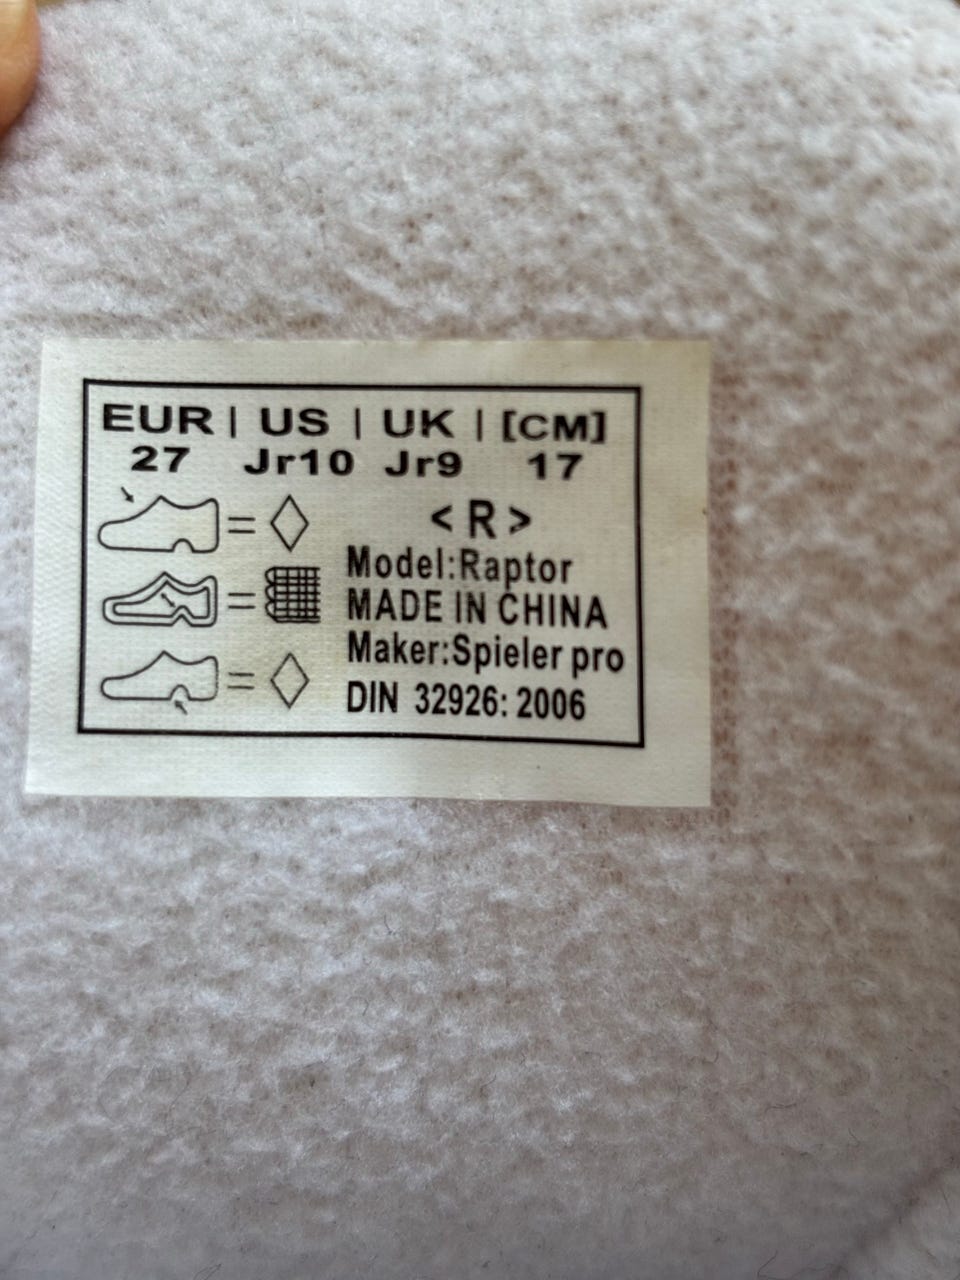 EUR | US | UK | [CM]
27 Jr10 Jr9 17
< R >
Model:Raptor
MADE IN CHINA
Maker:Spieler pro
DIN 32926: 2006